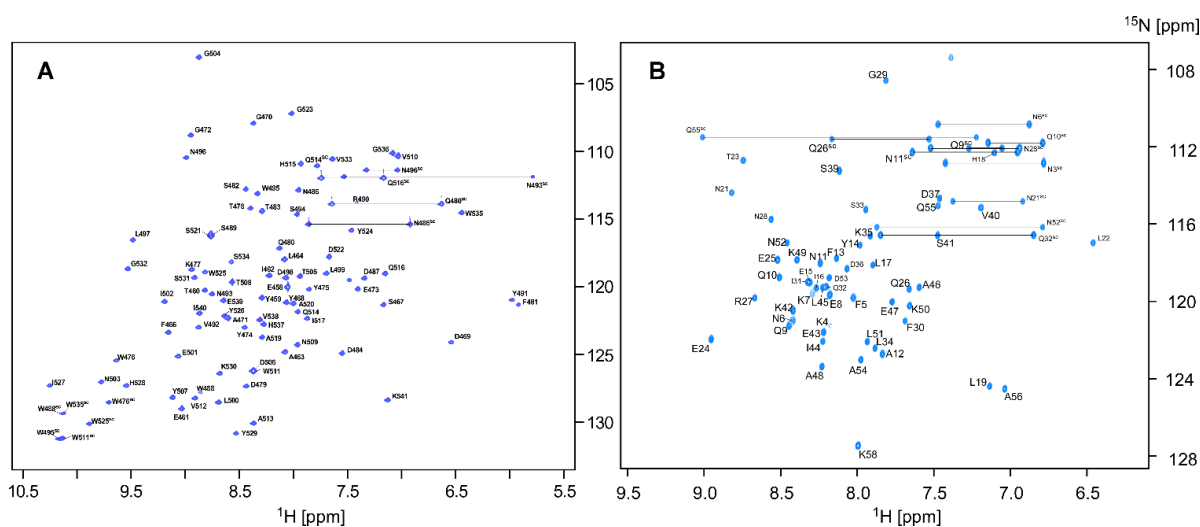 ¹⁵N [ppm]
A
G504
G523
G470
G472
N496
G536
V510
H515
Q514ˢᶜ
V533
N496ˢᶜ
Q516ˢᶜ
N493ˢᶜ
S482
W495
N485
R490
Q480ˢᶜ
T478
T483
S494
W535
N486ˢᶜ
Y524
S521
S489
L497
Q480
D522
L464
G532
K477
S534
S531
W525
I462
D498
T505
L499
D487
Q516
T508
E458
Y475
E472
T460
N493
I502
E539
Y459
Y468
A520
S467
Y491
F481
I540
Y526
A471
V538
Q514
I517
F466
V492
Y474
H537
A519
D469
N509
A463
D484
E501
W476
K530
D506
W511
I527
N503
H528
D479
W488
Y507
V512
L500
K541
W476ˢᶜ
W535ˢᶜ
W488ˢᶜ
E461
W525ˢᶜ
A513
Y529
W495ˢᶜ
W511ˢᶜ
105
110
115
120
125
130
10.5 9.5 8.5 7.5 6.5 5.5
¹H [ppm]
B
G29
N6ˢᶜ
Q55ˢᶜ
Q26ˢᶜ
Q9ˢᶜ
Q10ˢᶜ
N28ˢᶜ
N11ˢᶜ
H18
N3ˢᶜ
T23
S39
N21
D37
Q55
N21ˢᶜ
S33
V40
N28
N52ˢᶜ
K35
S41
Q32ˢᶜ
L22
N52
Y14
E25
K49
N11
F13
D36
L17
Q10
E15
I16
D53
I31
Q32
Q26
A46
R27
K7
L45
E8
F5
E47
K50
K42
N6
Q9
K4
F30
E43
I44
L51
L34
A12
E24
A48
A54
L19
A56
K58
108
112
116
120
124
128
9.5 9.0 8.5 8.0 7.5 7.0 6.5
¹H [ppm]